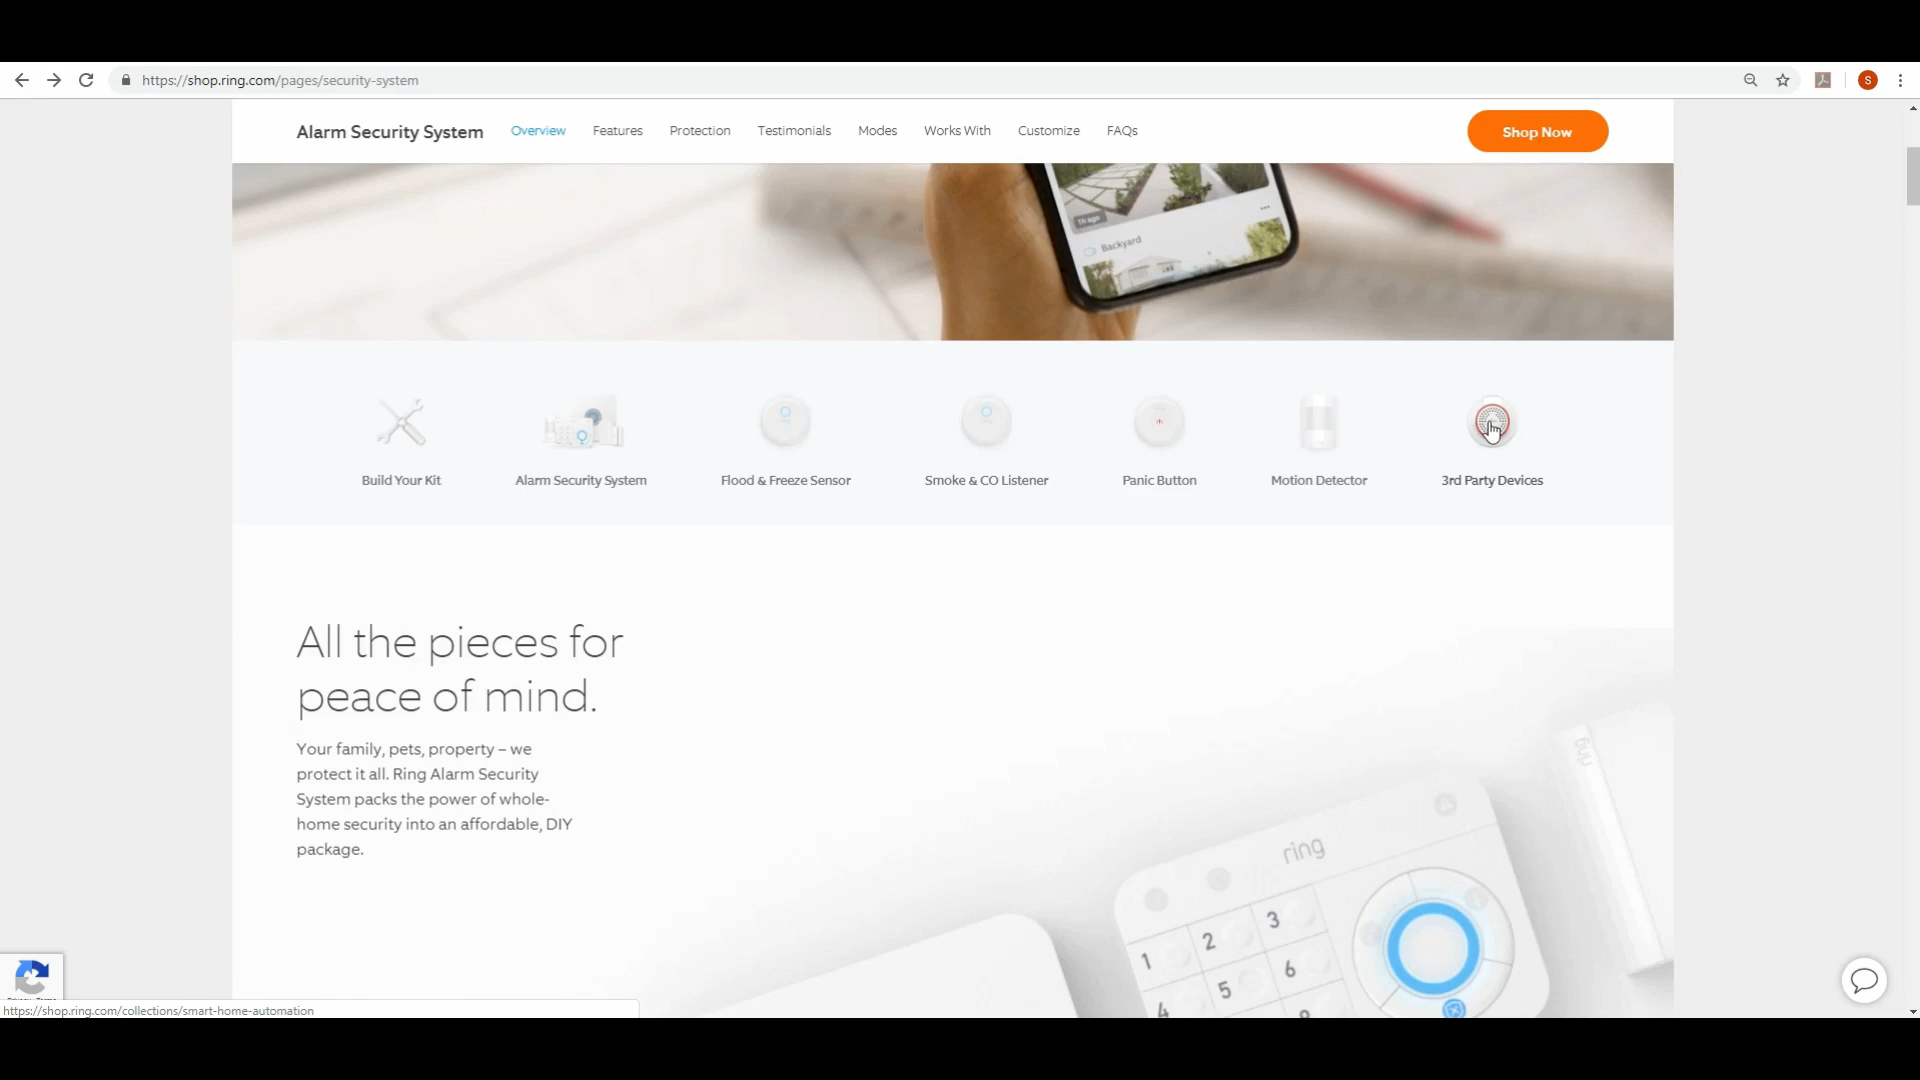 https://shop.ring.com/pages/security-system
S
Alarm Security System Overview Features Protection Testimonials Modes Works With Customize FAQs Shop Now
1h ago
Backyard
Build Your Kit Alarm Security System Flood & Freeze Sensor Smoke & CO Listener Panic Button Motion Detector 3rd Party Devices
All the pieces for
peace of mind.
Your family, pets, property – we
protect it all. Ring Alarm Security
System packs the power of whole-
home security into an affordable, DIY
package.
ring
ring
1 2 3
4 5 6
https://shop.ring.com/collections/smart-home-automation